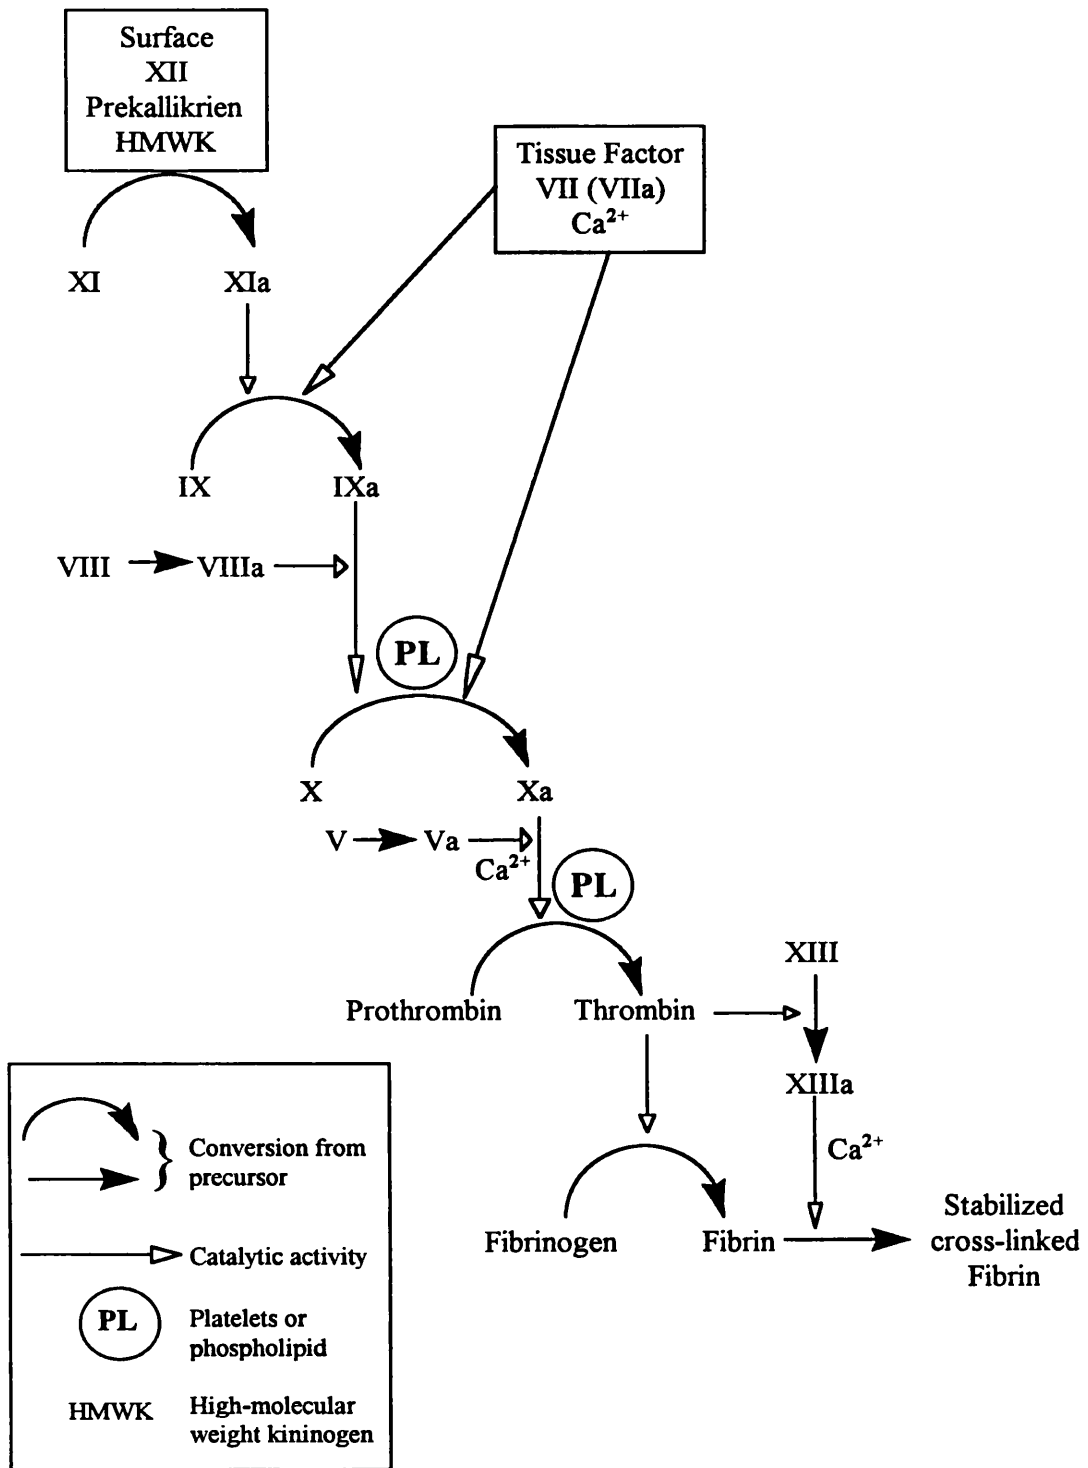 Surface
XII
Prekallikrien
HMWK
Tissue Factor
VII (VIIa)
Ca²⁺
XI
XIa
IX
IXa
VIII
VIIIa
PL
X
Xa
V
Va
Ca²⁺
PL
XIII
Prothrombin
Thrombin
XIIIa
Ca²⁺
Fibrinogen
Fibrin
Stabilized
cross-linked
Fibrin
Conversion from
precursor
Catalytic activity
PL
Platelets or
phospholipid
HMWK
High-molecular
weight kininogen